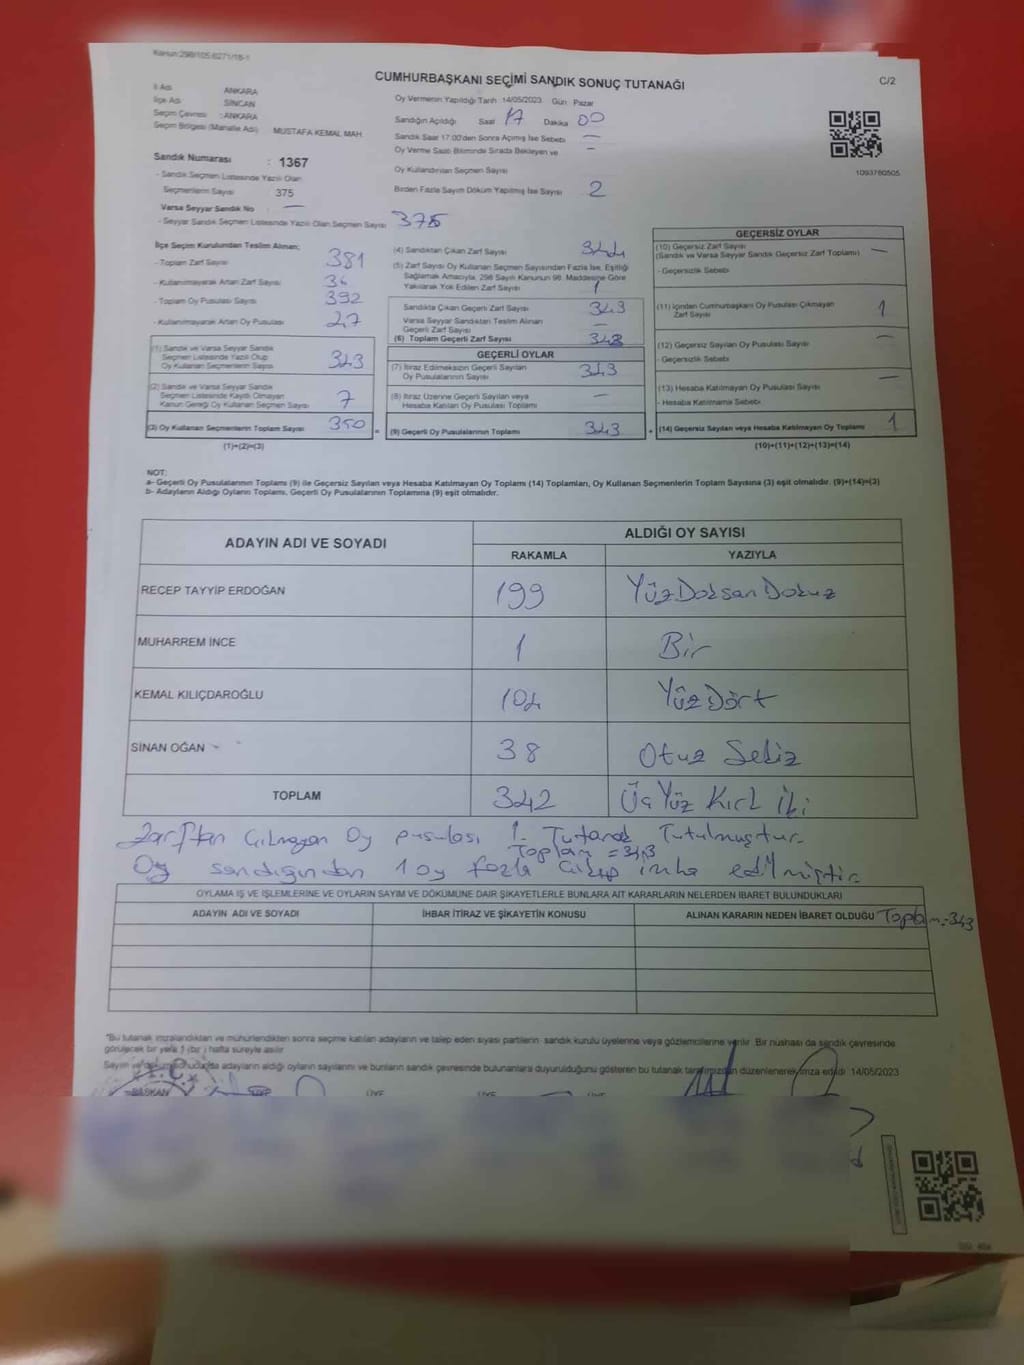 Kanun:298/105.6271/18-1
CUMHURBAŞKANI SEÇİMİ SANDIK SONUÇ TUTANAĞI
C/2
İl Adı ANKARA
İlçe Adı SİNCAN
Seçim Çevresi : ANKARA
Seçim Bölgesi (Mahalle Adı) MUSTAFA KEMAL MAH.
Sandık Numarası : 1367
- Sandık Seçmen Listesinde Yazılı Olan
Seçmenlerin Sayısı 375
Varsa Seyyar Sandık No : —
- Seyyar Sandık Seçmen Listesinde Yazılı Olan Seçmen Sayısı 375
Oy Vermenin Yapıldığı Tarih 14/05/2023 Gün Pazar
Sandığın Açıldığı Saat 17 Dakika 00
Sandık Saat 17.00'den Sonra Açılmış İse Sebebi —
Oy Verme Saati Bitiminde Sırada Bekleyen ve —
Oy Kullandırılan Seçmen Sayısı
Birden Fazla Sayım Döküm Yapılmış İse Sayısı 2
1093760505
İlçe Seçim Kurulundan Teslim Alınan;
- Toplam Zarf Sayısı 381
- Kullanılmayarak Artan Zarf Sayısı 36
- Toplam Oy Pusulası Sayısı 392
- Kullanılmayarak Artan Oy Pusulası 27
(1) Sandık ve Varsa Seyyar Sandık
Seçmen Listesinde Yazılı Olup
Oy Kullanan Seçmenlerin Sayısı 343
(2) Sandık ve Varsa Seyyar Sandık
Seçmen Listesinde Kayıtlı Olmayan
Kanun Gereği Oy Kullanan Seçmen Sayısı 7
(3) Oy Kullanan Seçmenlerin Toplam Sayısı 350
(1)+(2)=(3)
(4) Sandıktan Çıkan Zarf Sayısı 344
(5) Zarf Sayısı Oy Kullanan Seçmen Sayısından Fazla İse, Eşitliği
Sağlamak Amacıyla, 298 Sayılı Kanunun 98. Maddesine Göre
Yakılarak Yok Edilen Zarf Sayısı 1
Sandıkta Çıkan Geçerli Zarf Sayısı 343
Varsa Seyyar Sandıktan Teslim Alınan
Geçerli Zarf Sayısı —
(6) Toplam Geçerli Zarf Sayısı 343
GEÇERLİ OYLAR
(7) İtiraz Edilmeksizin Geçerli Sayılan
Oy Pusulalarının Sayısı 343
(8) İtiraz Üzerine Geçerli Sayılan veya
Hesaba Katılan Oy Pusulası Toplamı —
(9) Geçerli Oy Pusulalarının Toplamı 343
GEÇERSİZ OYLAR
(10) Geçersiz Zarf Sayısı —
(Sandık ve Varsa Seyyar Sandık Geçersiz Zarf Toplamı)
- Geçersizlik Sebebi
(11) İçinden Cumhurbaşkanı Oy Pusulası Çıkmayan
Zarf Sayısı 1
(12) Geçersiz Sayılan Oy Pusulası Sayısı —
- Geçersizlik Sebebi
(13) Hesaba Katılmayan Oy Pusulası Sayısı —
- Hesaba Katılmama Sebebi
(14) Geçersiz Sayılan veya Hesaba Katılmayan Oy Toplamı 1
(10)+(11)+(12)+(13)=(14)
NOT:
a- Geçerli Oy Pusulalarının Toplamı (9) ile Geçersiz Sayılan veya Hesaba Katılmayan Oy Toplamı (14) Toplamları, Oy Kullanan Seçmenlerin Toplam Sayısına (3) eşit olmalıdır. (9)+(14)=(3)
b- Adayların Aldığı Oyların Toplamı, Geçerli Oy Pusulalarının Toplamına (9) eşit olmalıdır.
ADAYIN ADI VE SOYADI ALDIĞI OY SAYISI
RAKAMLA YAZIYLA
RECEP TAYYİP ERDOĞAN 199 YüzDoksanDokuz
MUHARREM İNCE 1 Bir
KEMAL KILIÇDAROĞLU 104 YüzDört
SİNAN OĞAN 38 Otuz Sekiz
TOPLAM 342 Üç Yüz Kırk İki
Zarftan Çıkmayan Oy pusulası 1. Tutanak Tutulmuştur.
Toplam = 343
Oy sandığından 1 oy fazla çıkıp imha edilmiştir.
OYLAMA İŞ VE İŞLEMLERİNE VE OYLARIN SAYIM VE DÖKÜMÜNE DAİR ŞİKAYETLERLE BUNLARA AİT KARARLARIN NELERDEN İBARET BULUNDUKLARI
ADAYIN ADI VE SOYADI İHBAR İTİRAZ VE ŞİKAYETİN KONUSU ALINAN KARARIN NEDEN İBARET OLDUĞU Toplam=343
*Bu tutanak imzalandıktan ve mühürlendikten sonra seçime katılan adayların ve talep eden siyasi partilerin sandık kurulu üyelerine veya gözlemcilerine verilir. Bir nüshası da sandık çevresinde
görülecek bir yere 1 (bir) hafta süreyle asılır
Sayım ve döküm sonucunda adayların aldığı oyların sayılarını ve bunların sandık çevresinde bulunanlara duyurulduğunu gösteren bu tutanak tarafımızdan düzenlenerek imza edildi. 14/05/2023
T.C.
BAŞKAN ÜYE ÜYE ÜYE